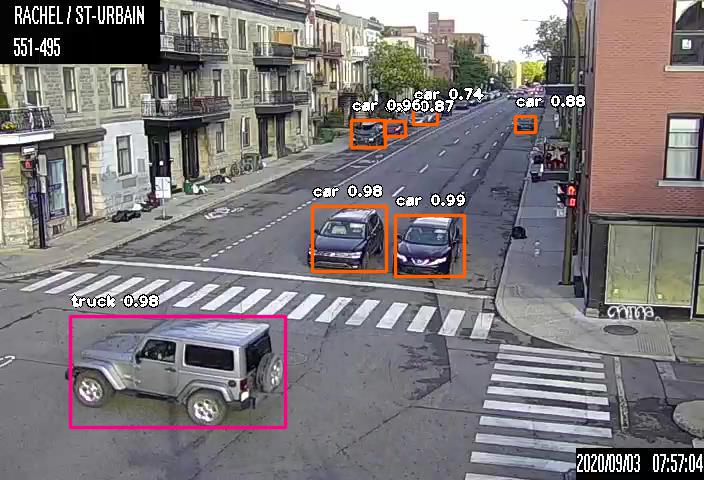 RACHEL / ST-URBAIN
551-495
car 0.74
car 0.96
0.87
car 0.88
car 0.98
car 0.99
truck 0.98
2020/09/03 07:57:04